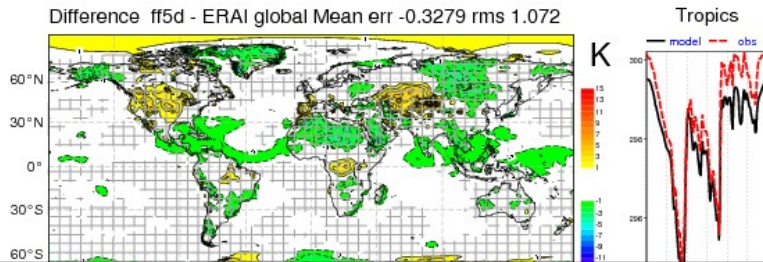 Difference ff5d - ERAI global Mean err -0.3279 rms 1.072
60°N
30°N
0°
30°S
60°S
K
15
13
11
9
7
5
3
1
-1
-3
-5
-7
-9
-11
Tropics
model obs
300
298
296